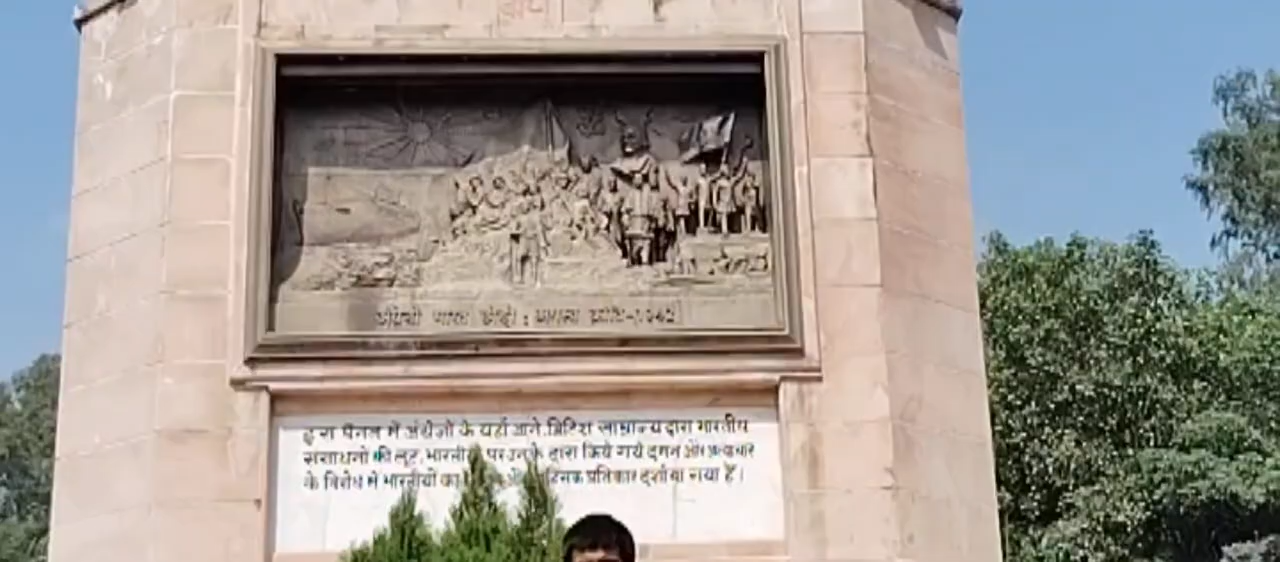 अंग्रेजो भारत छोड़ो : अगस्त क्रांति-1942
इस पैनल में अंग्रेजों के यहाँ आने ब्रिटिश साम्राज्य द्वारा भारतीय
संसाधनो की लूट, भारतीयों पर उनके द्वारा किये गये दमन और अत्याचार
के विरोध में भारतीयों का प्रतिकार दर्शाया गया है।